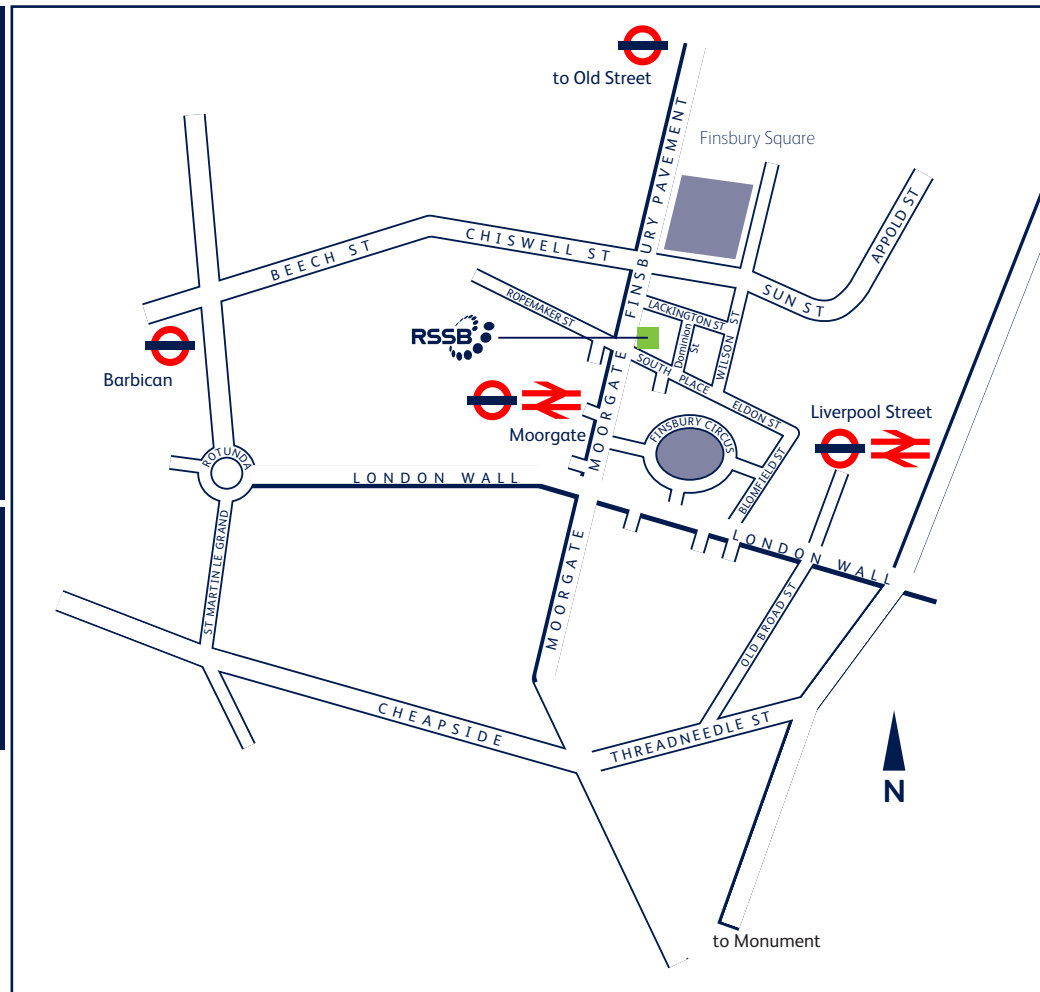 to Old Street
FINSBURY PAVEMENT
Finsbury Square
APPOLD ST
BEECH ST
CHISWELL ST
SUN ST
ROPEMAKER ST
LACKINGTON ST
RSSB
Dominion
St
WILSON ST
SOUTH PLACE
Barbican
MOORGATE
ELDON ST
Moorgate
Liverpool Street
FINSBURY CIRCUS
ROTUNDA
LONDON WALL
BLOMFIELD ST
LONDON WALL
ST MARTIN LE GRAND
MOORGATE
OLD BROAD ST
CHEAPSIDE
THREADNEEDLE ST
N
to Monument